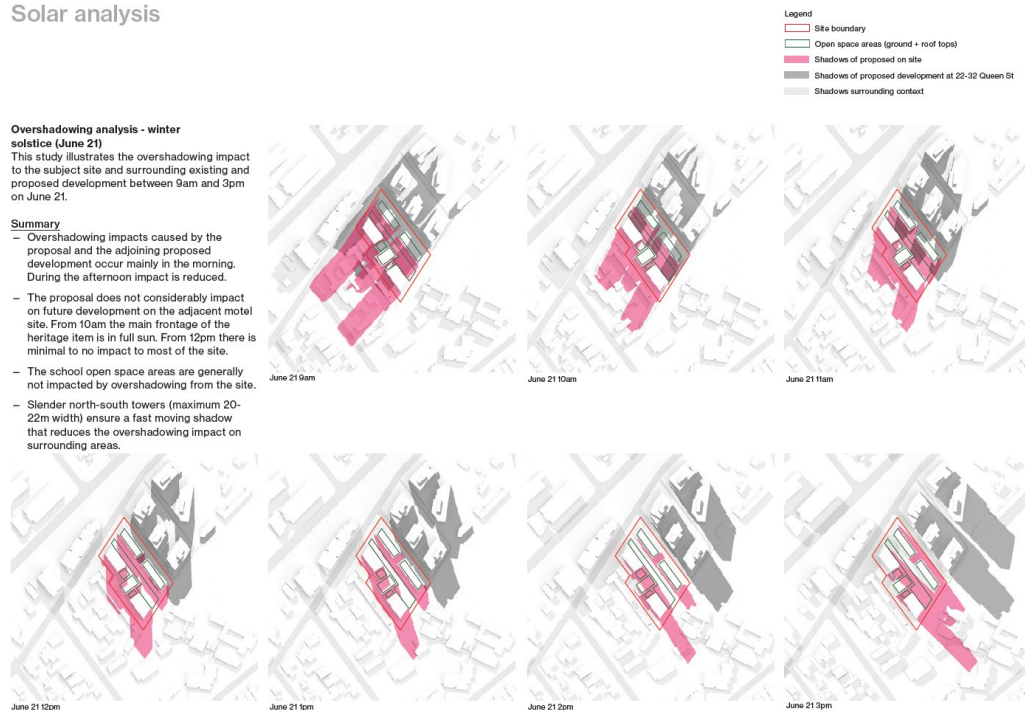 Solar analysis
Legend
Site boundary
Open space areas (ground + roof tops)
Shadows of proposed on site
Shadows of proposed development at 22-32 Queen St
Shadows surrounding context
Overshadowing analysis - winter
solstice (June 21)
This study illustrates the overshadowing impact
to the subject site and surrounding existing and
proposed development between 9am and 3pm
on June 21.
Summary
– Overshadowing impacts caused by the
proposal and the adjoining proposed
development occur mainly in the morning.
During the afternoon impact is reduced.
– The proposal does not considerably impact
on future development on the adjacent motel
site. From 10am the main frontage of the
heritage item is in full sun. From 12pm there is
minimal to no impact to most of the site.
– The school open space areas are generally
not impacted by overshadowing from the site.
– Slender north-south towers (maximum 20-
22m width) ensure a fast moving shadow
that reduces the overshadowing impact on
surrounding areas.
June 21 9am
June 21 10am
June 21 11am
June 21 12pm
June 21 1pm
June 21 2pm
June 21 3pm